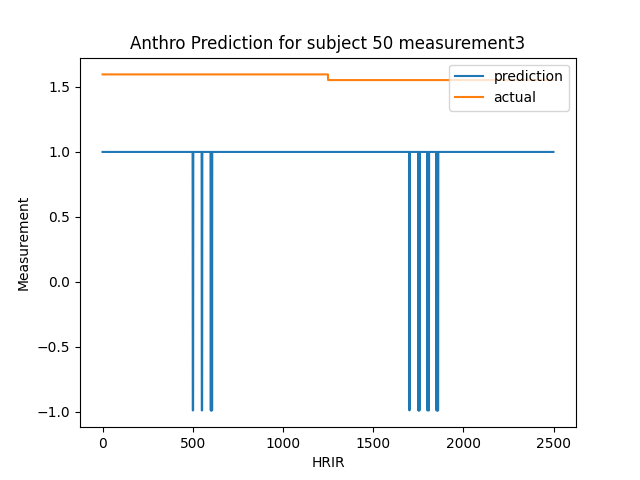 Anthro Prediction for subject 50 measurement3
prediction
actual
1.5
1.0
0.5
0.0
−0.5
−1.0
Measurement
0 500 1000 1500 2000 2500
HRIR